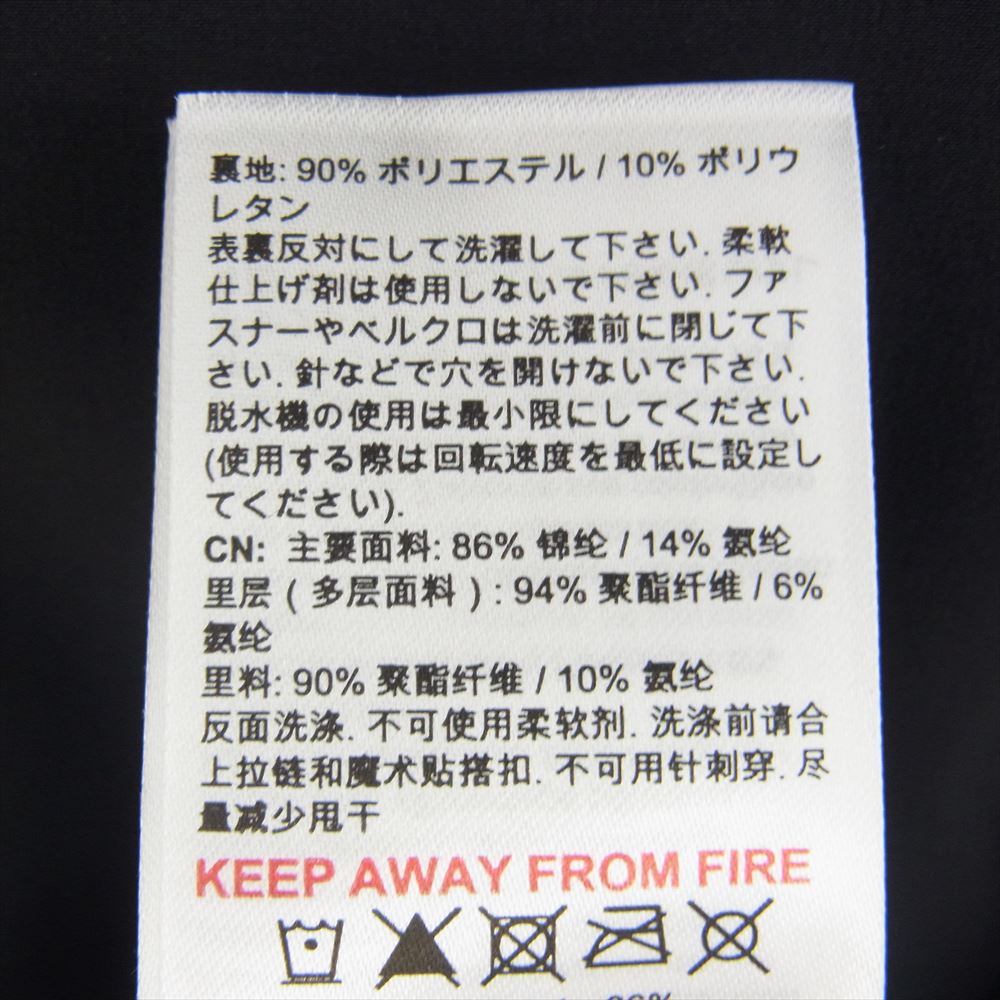 裏地: 90% ポリエステル / 10% ポリウ
レタン
表裏反対にして洗濯して下さい. 柔軟
仕上げ剤は使用しないで下さい. ファ
スナーやベルクロは洗濯前に閉じて下
さい. 針などで穴を開けないで下さい.
脱水機の使用は最小限にしてください
(使用する際は回転速度を最低に設定し
てください).
CN: 主要面料: 86% 锦纶 / 14% 氨纶
里层 ( 多层面料 ) : 94% 聚酯纤维 / 6%
氨纶
里料: 90% 聚酯纤维 / 10% 氨纶
反面洗涤. 不可使用柔软剂. 洗涤前请合
上拉链和魔术贴搭扣. 不可用针刺穿. 尽
量减少甩干
KEEP AWAY FROM FIRE